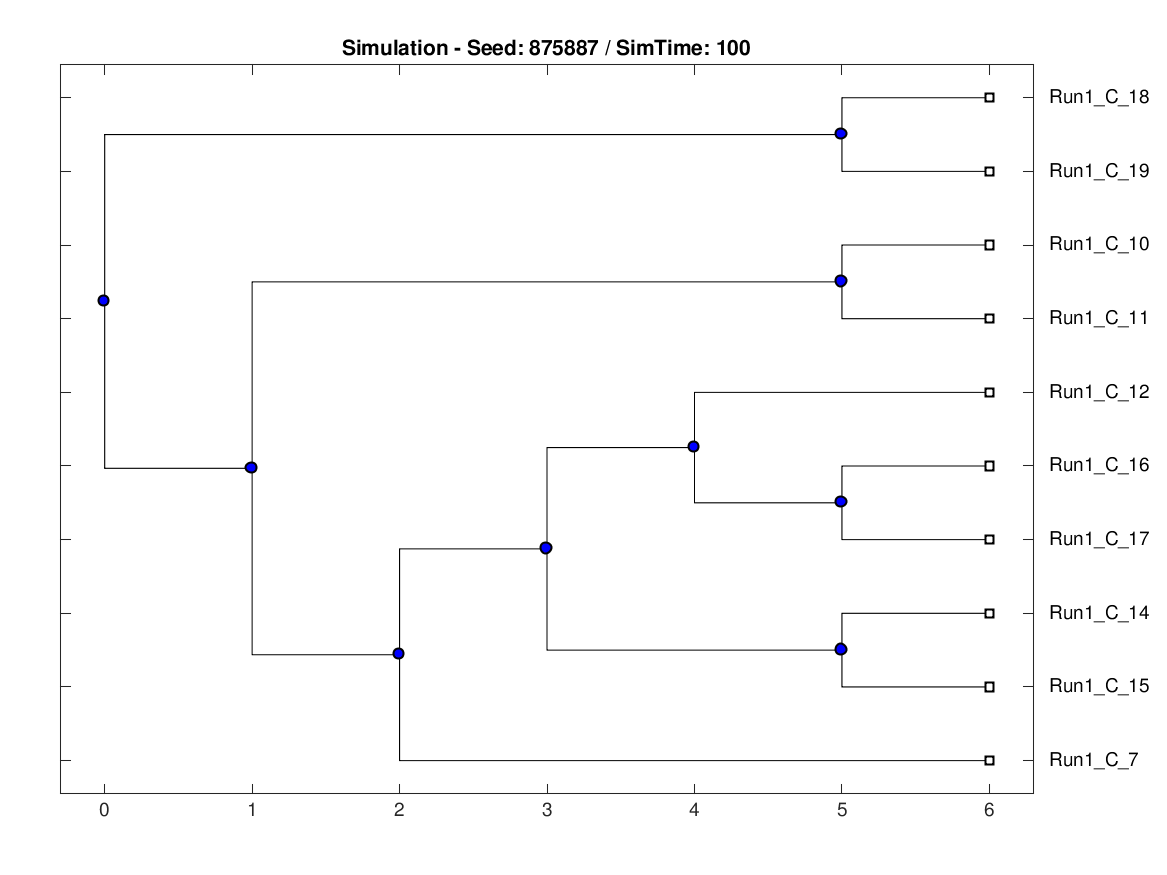 Simulation - Seed: 875887 / SimTime: 100
Run1_C_18
Run1_C_19
Run1_C_10
Run1_C_11
Run1_C_12
Run1_C_16
Run1_C_17
Run1_C_14
Run1_C_15
Run1_C_7
0 1 2 3 4 5 6